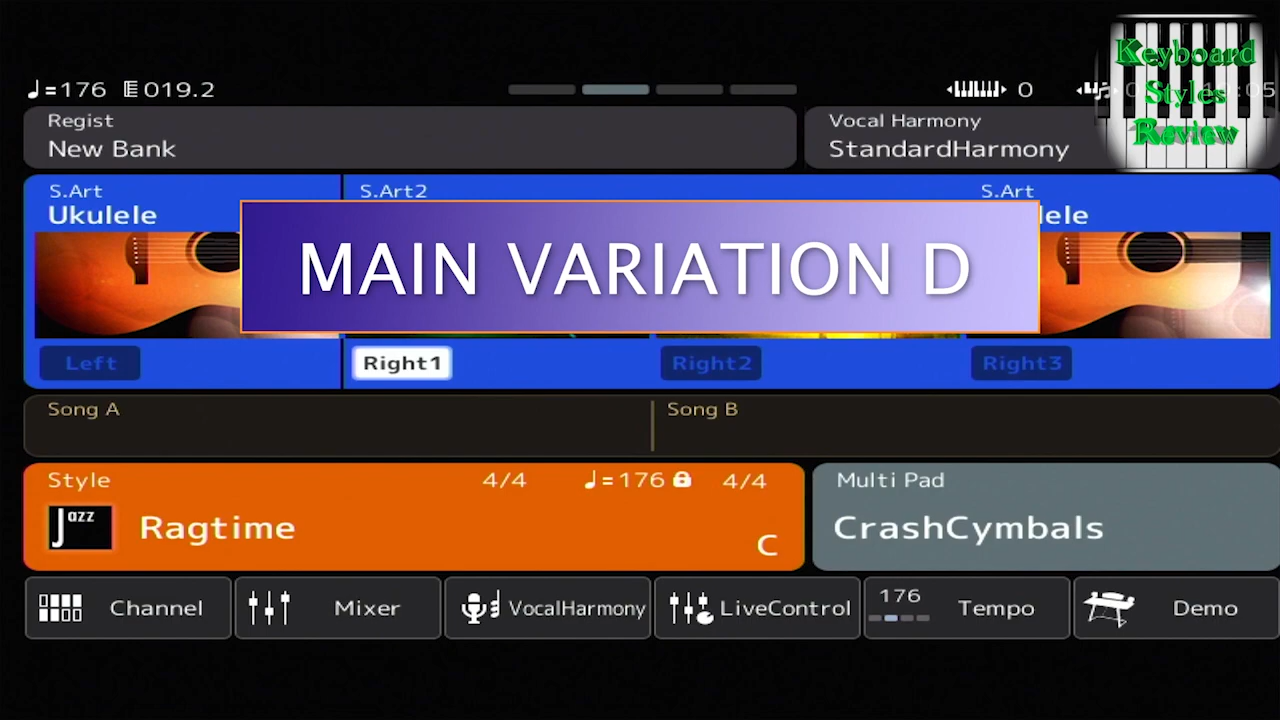 ♩=176 019.2
0
05
Keyboard
Styles
Review
Regist
New Bank
Vocal Harmony
StandardHarmony
S.Art
Ukulele
S.Art2
S.Art
lele
MAIN VARIATION D
Left
Right1
Right2
Right3
Song A
Song B
Style
4/4 ♩=176 4/4
Jazz
Ragtime
C
Multi Pad
CrashCymbals
Channel
Mixer
VocalHarmony
LiveControl
176
Tempo
Demo